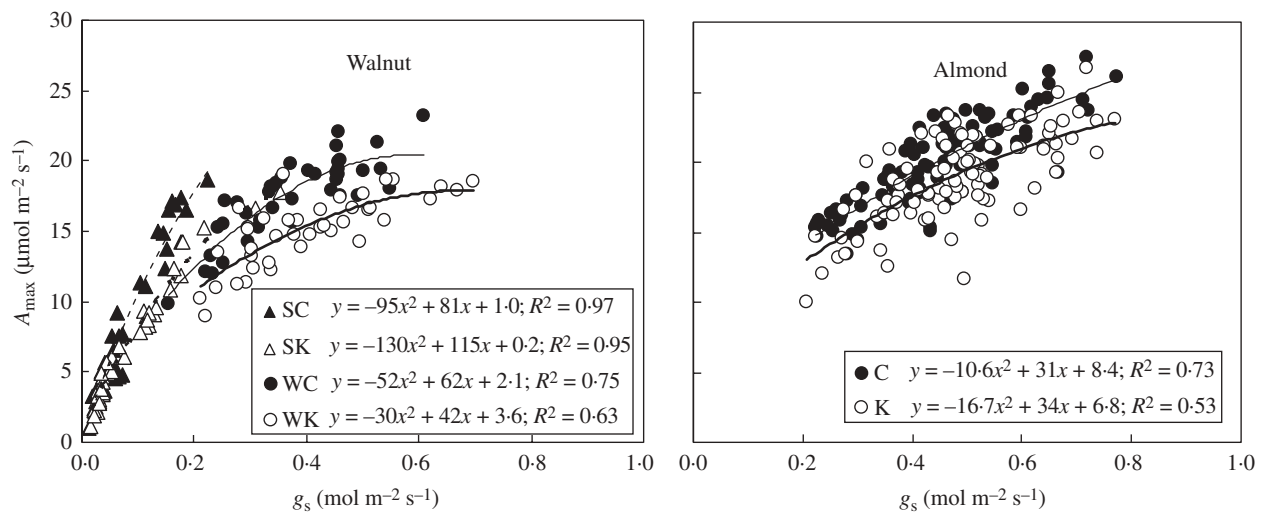 Walnut
30
25
20
15
10
5
0
A_max (μmol m⁻² s⁻¹)
▲ SC y = –95x² + 81x + 1·0; R² = 0·97
△ SK y = –130x² + 115x + 0·2; R² = 0·95
● WC y = –52x² + 62x + 2·1; R² = 0·75
○ WK y = –30x² + 42x + 3·6; R² = 0·63
0·0 0·2 0·4 0·6 0·8 1·0
g_s (mol m⁻² s⁻¹)
Almond
● C y = –10·6x² + 31x + 8·4; R² = 0·73
○ K y = –16·7x² + 34x + 6·8; R² = 0·53
0·0 0·2 0·4 0·6 0·8 1·0
g_s (mol m⁻² s⁻¹)